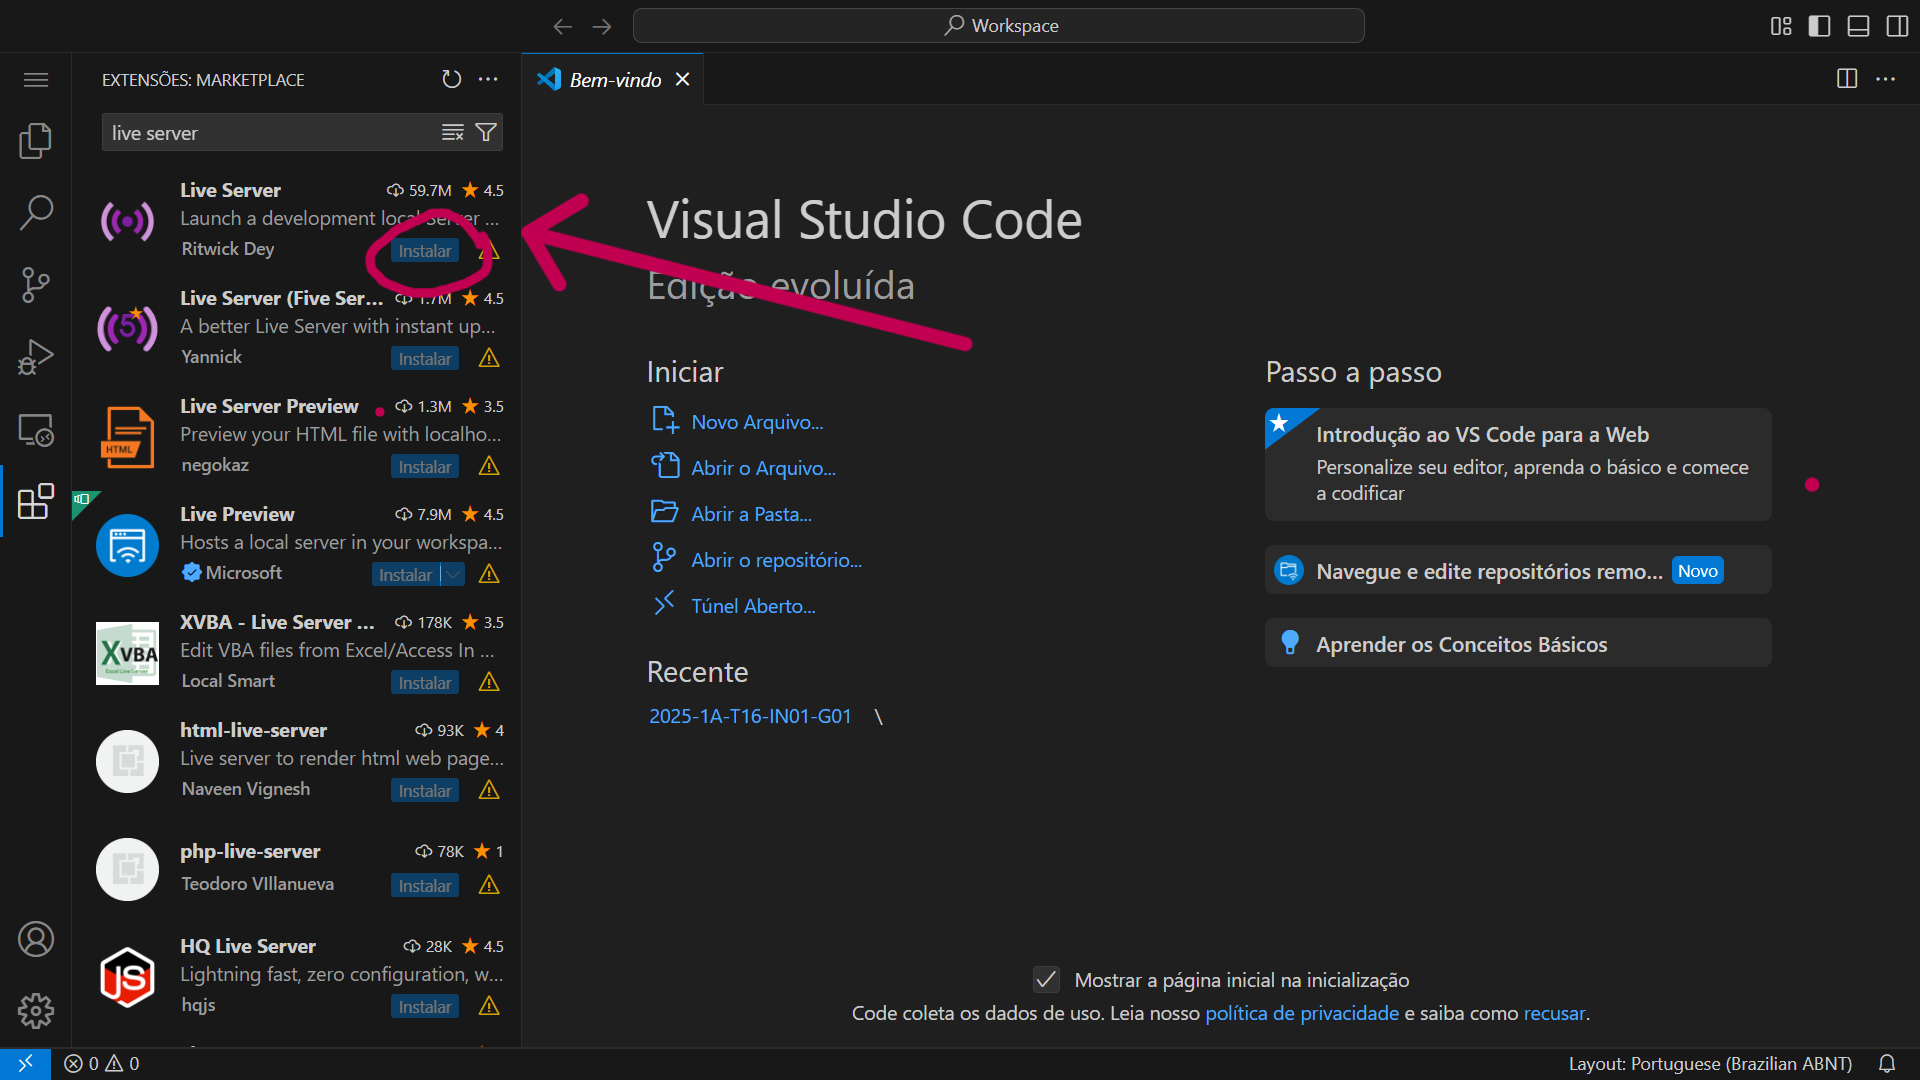 Workspace
EXTENSÕES: MARKETPLACE
Bem-vindo
live server
Live Server 59.7M 4.5
Launch a development local Server ...
Ritwick Dey Instalar
Live Server (Five Ser... 1.7M 4.5
A better Live Server with instant up...
Yannick Instalar
Live Server Preview 1.3M 3.5
Preview your HTML file with localho...
negokaz Instalar
HTML
Live Preview 7.9M 4.5
Hosts a local server in your workspa...
Microsoft Instalar
XVBA - Live Server ... 178K 3.5
Edit VBA files from Excel/Access In ...
Local Smart Instalar
XVBA
Excel Live Server
html-live-server 93K 4
Live server to render html web page...
Naveen Vignesh Instalar
php-live-server 78K 1
Teodoro VIllanueva Instalar
HQ Live Server 28K 4.5
Lightning fast, zero configuration, w...
hqjs Instalar
JS
Visual Studio Code
Edição evoluída
Iniciar
Novo Arquivo...
Abrir o Arquivo...
Abrir a Pasta...
Abrir o repositório...
Túnel Aberto...
Recente
2025-1A-T16-IN01-G01 \
Passo a passo
Introdução ao VS Code para a Web
Personalize seu editor, aprenda o básico e comece
a codificar
Navegue e edite repositórios remo... Novo
Aprender os Conceitos Básicos
Mostrar a página inicial na inicialização
Code coleta os dados de uso. Leia nosso política de privacidade e saiba como recusar.
0 0
Layout: Portuguese (Brazilian ABNT)